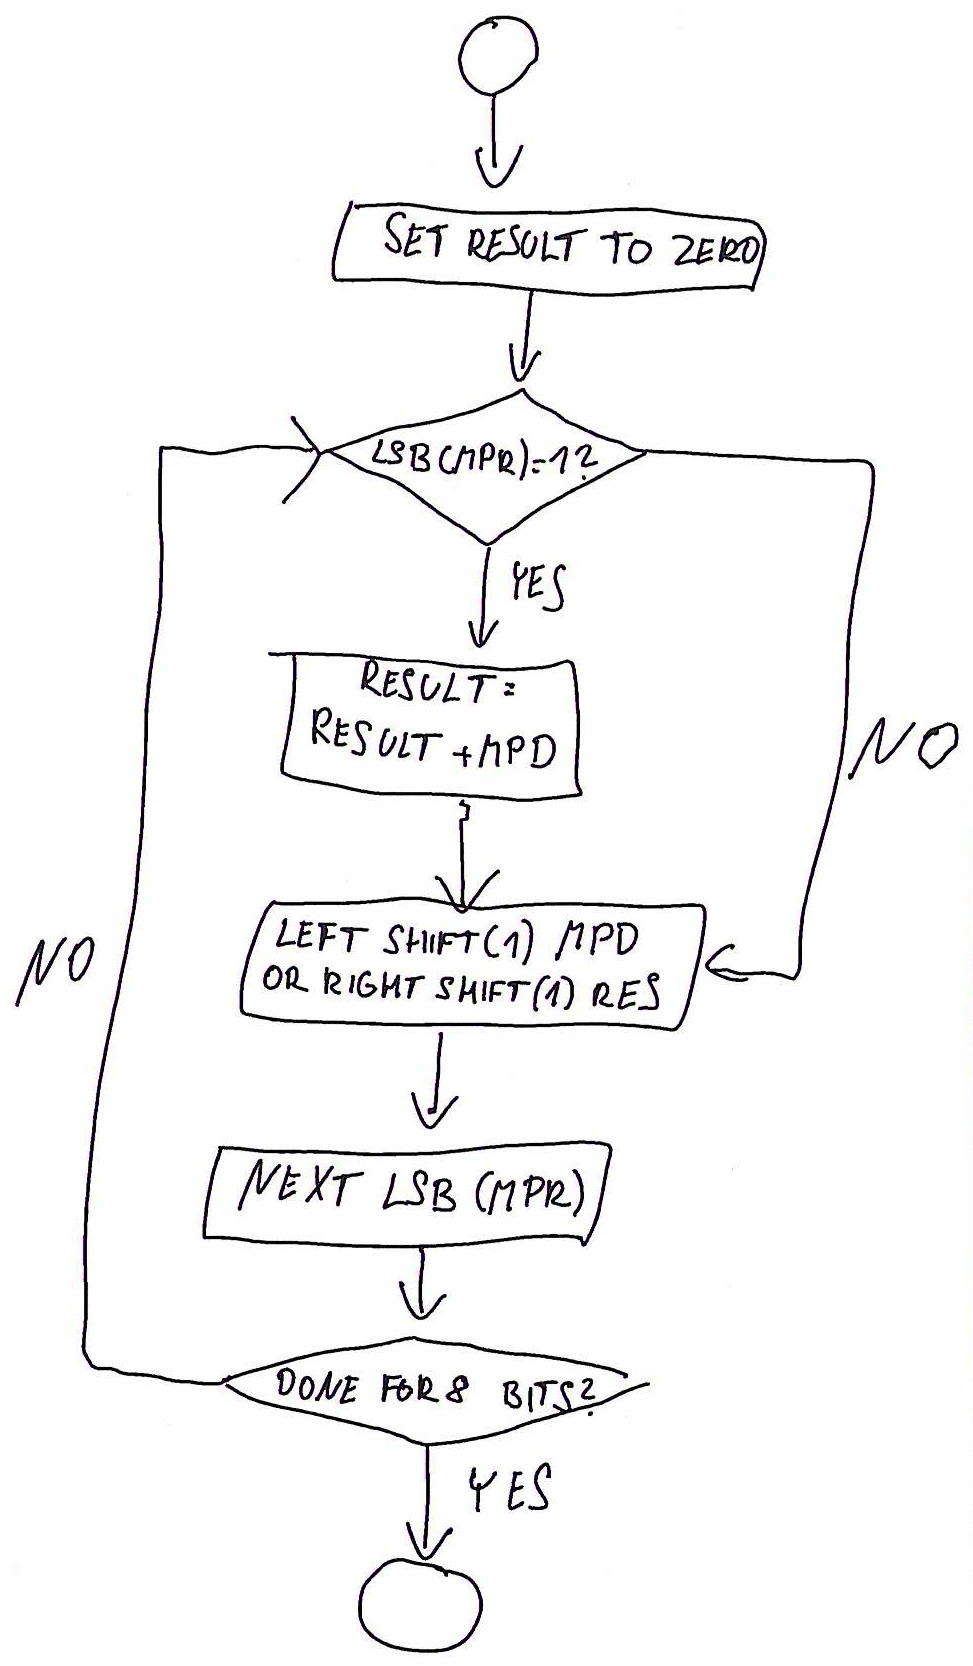 SET RESULT TO ZERO
LSB(MPR)=1?
YES
RESULT=
RESULT +MPD
NO
LEFT SHIFT(1) MPD
OR RIGHT SHIFT(1) RES
NO
NEXT LSB (MPR)
DONE FOR 8 BITS?
YES